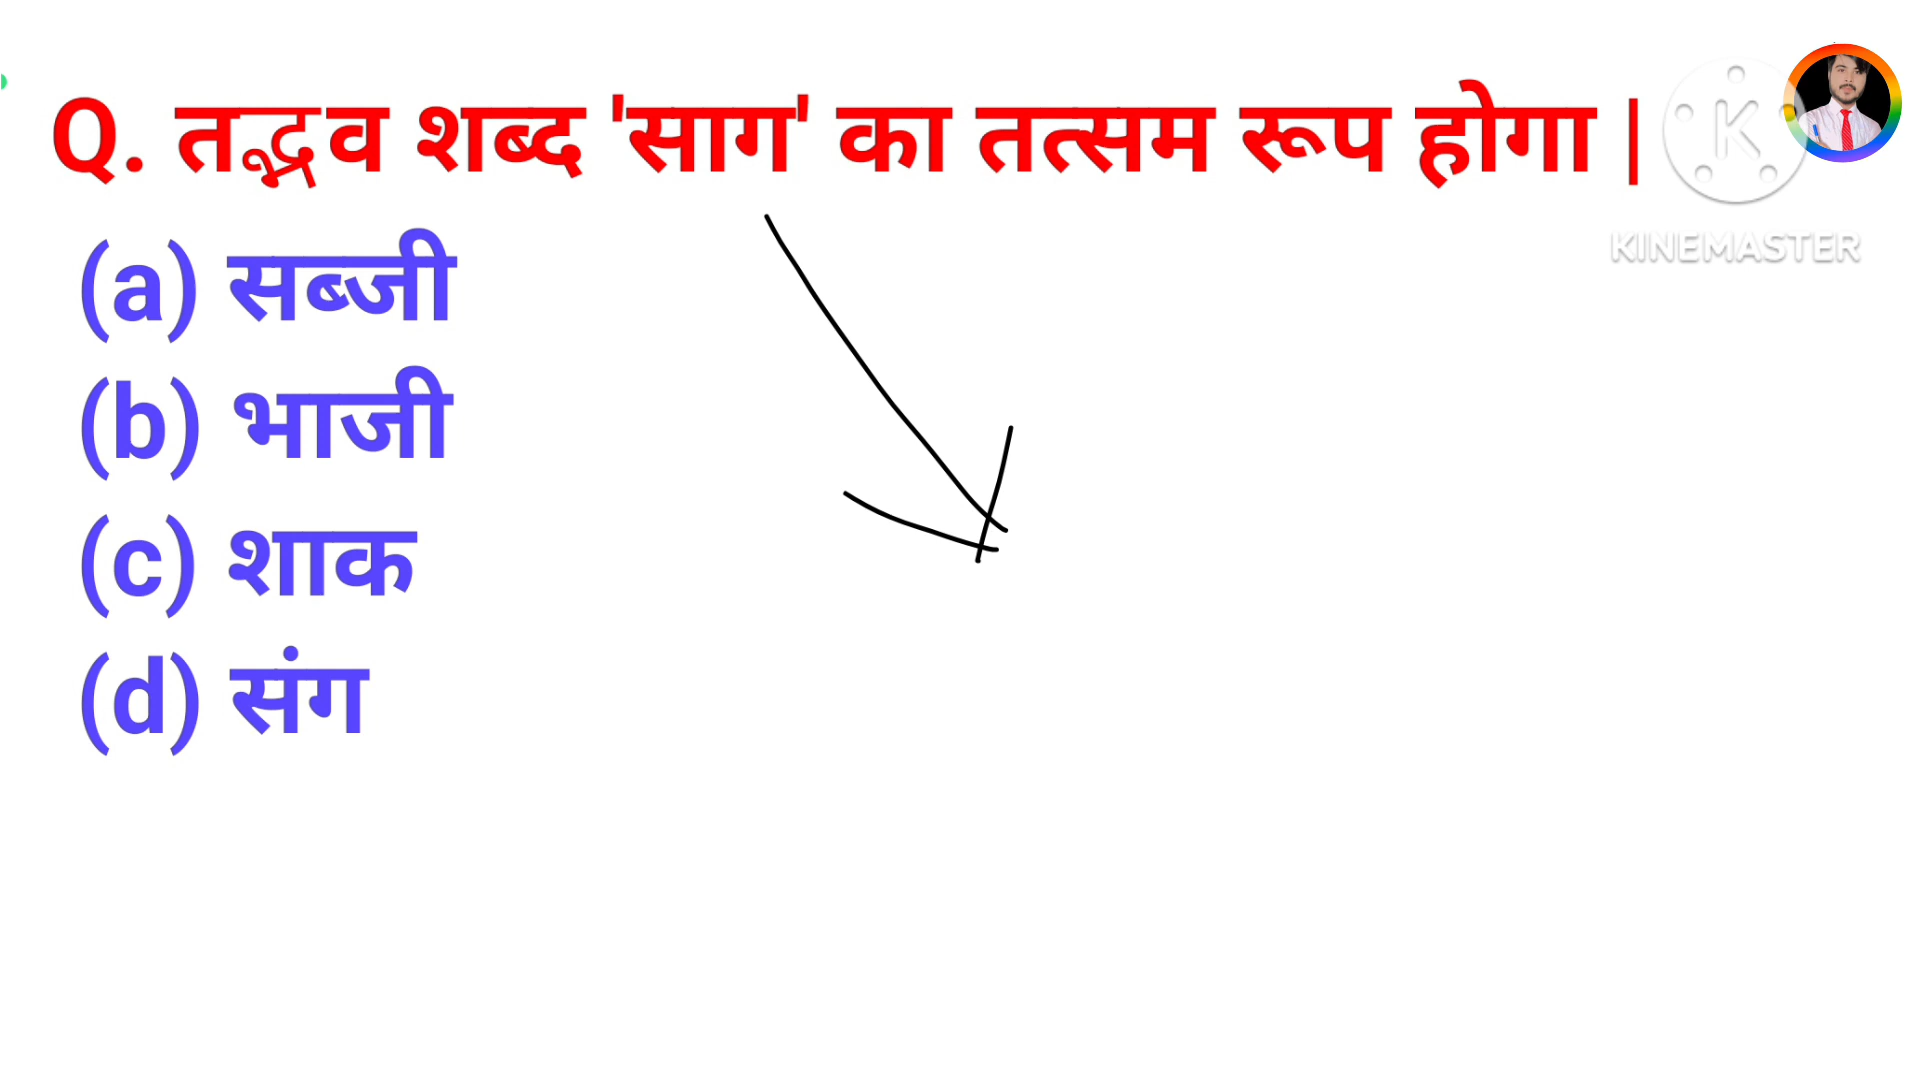 Q. तद्भव शब्द 'साग' का तत्सम रूप होगा |
(a) सब्जी
(b) भाजी
(c) शाक
(d) संग
K
KINEMASTER